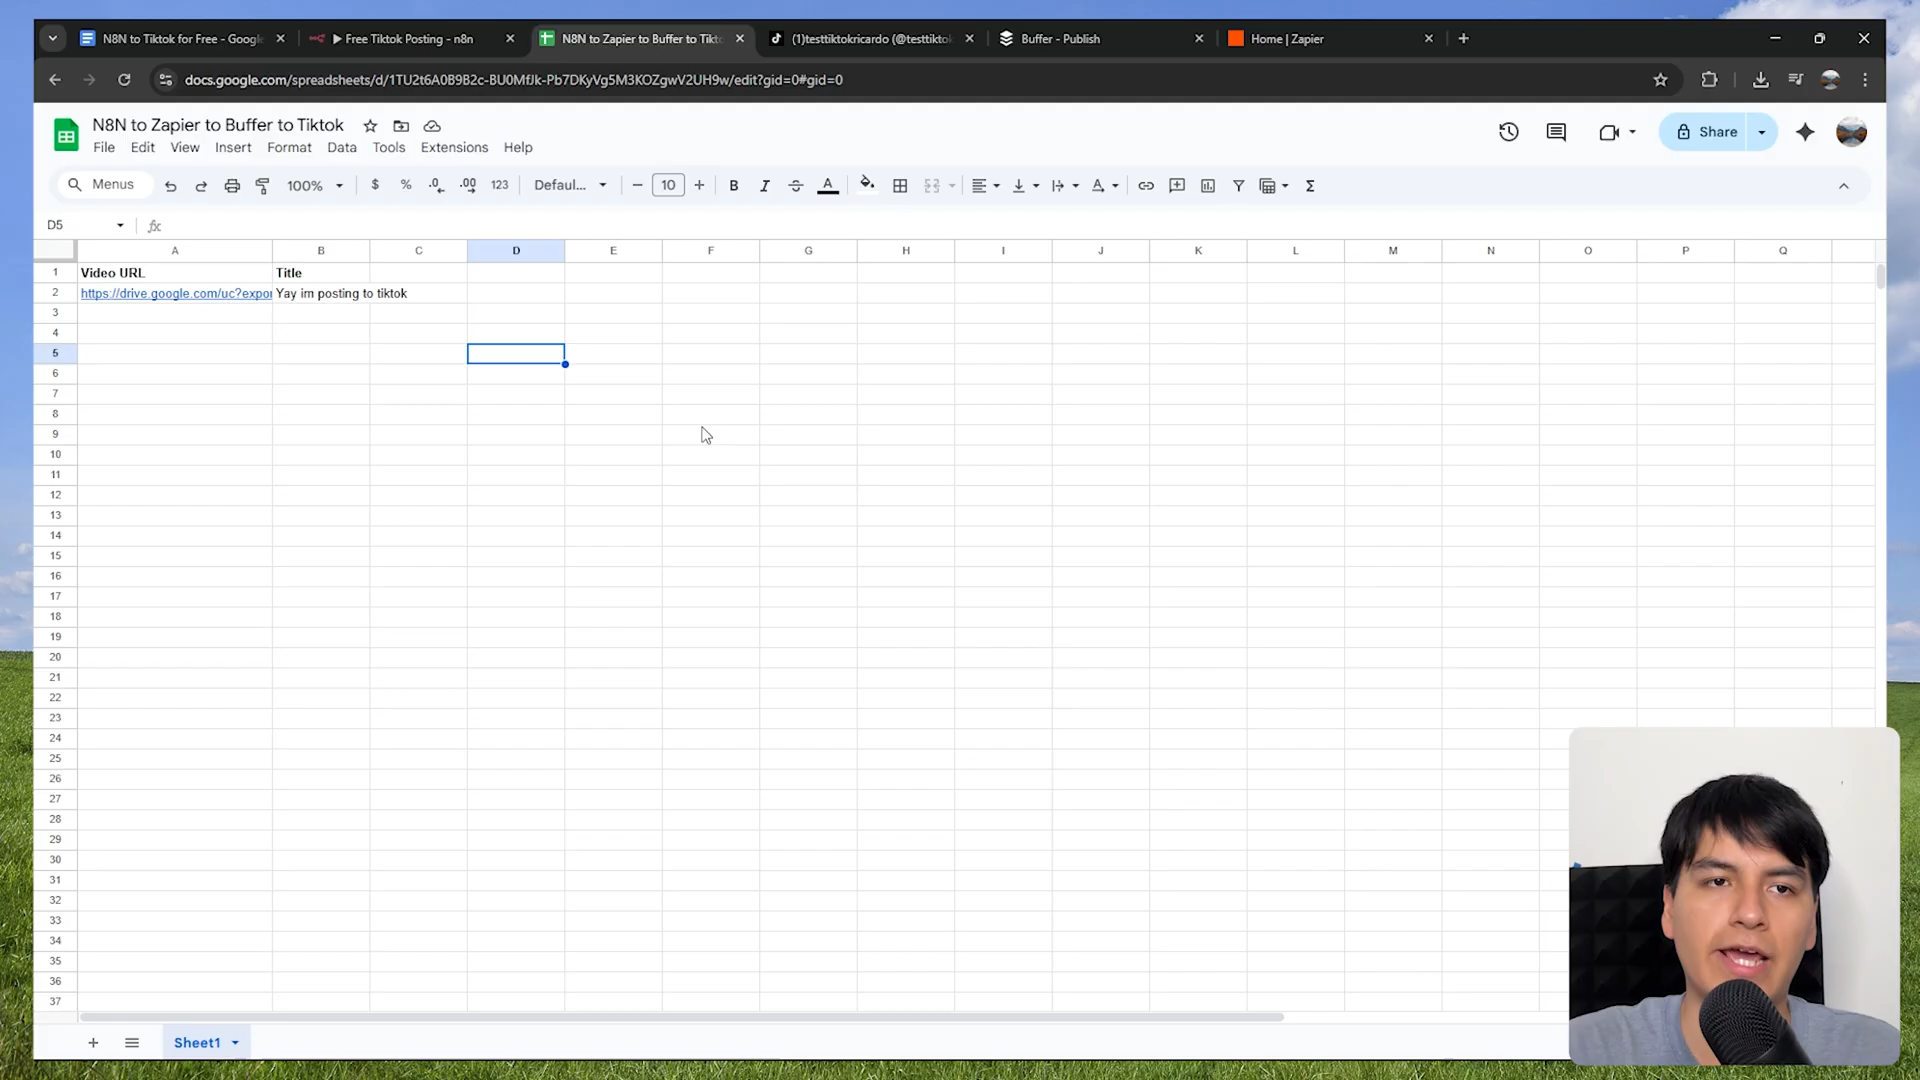 N8N to Tiktok for Free - Google
▶ Free Tiktok Posting - n8n
N8N to Zapier to Buffer to Tikto
(1)testtiktokricardo (@testtiktok
Buffer - Publish
Home | Zapier
docs.google.com/spreadsheets/d/1TU2t6A0B9B2c-BU0MfJk-Pb7DKyVg5M3KOZgwV2UH9w/edit?gid=0#gid=0
N8N to Zapier to Buffer to Tiktok
File Edit View Insert Format Data Tools Extensions Help
Share
Menus 100% $ % .0 .00 123 Defaul... 10 B I S A Σ
D5 fx
A B C D E F G H I J K L M N O P Q
1 Video URL Title
2 https://drive.google.com/uc?expor Yay im posting to tiktok
3
4
5
6
7
8
9
10
11
12
13
14
15
16
17
18
19
20
21
22
23
24
25
26
27
28
29
30
31
32
33
34
35
36
37
Sheet1